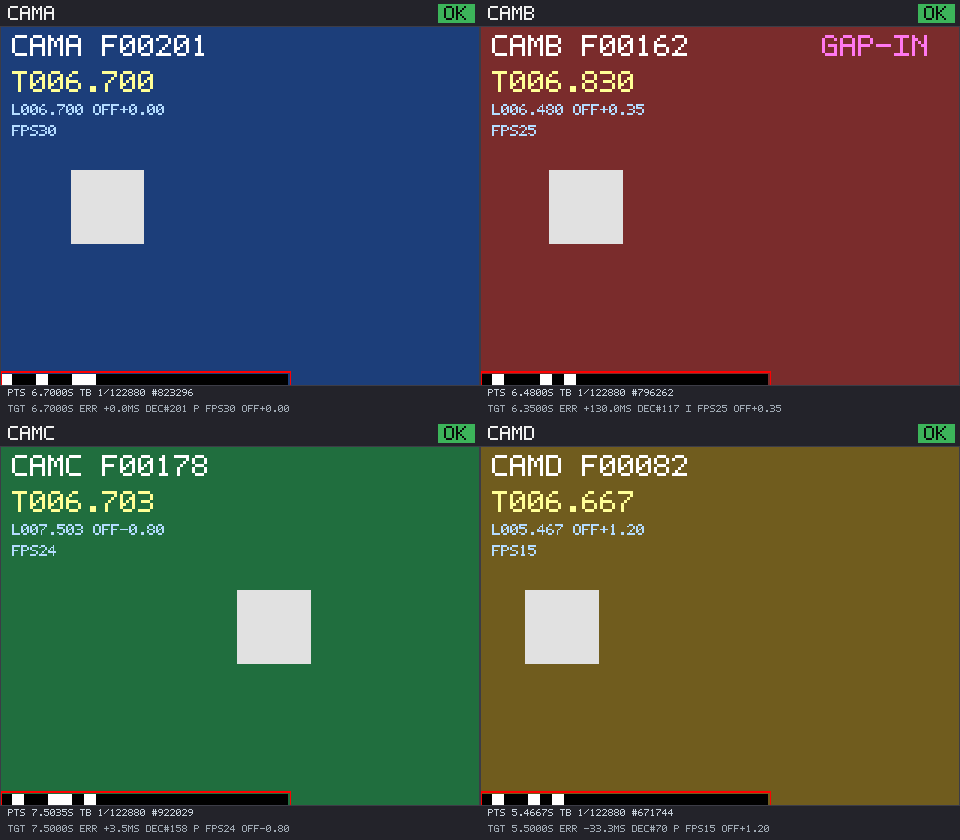 CAMA OK
CAMA F00201
T006.700
L006.700 OFF+0.00
FPS30
PTS 6.7000S TB 1/122880 #823296
TGT 6.7000S ERR +0.0MS DEC#201 P FPS30 OFF+0.00
CAMB OK
CAMB F00162 GAP-IN
T006.830
L006.480 OFF+0.35
FPS25
PTS 6.4800S TB 1/122880 #796262
TGT 6.3500S ERR +130.0MS DEC#117 I FPS25 OFF+0.35
CAMC OK
CAMC F00178
T006.703
L007.503 OFF-0.80
FPS24
PTS 7.5035S TB 1/122880 #922029
TGT 7.5000S ERR +3.5MS DEC#158 P FPS24 OFF-0.80
CAMD OK
CAMD F00082
T006.667
L005.467 OFF+1.20
FPS15
PTS 5.4667S TB 1/122880 #671744
TGT 5.5000S ERR -33.3MS DEC#70 P FPS15 OFF+1.20